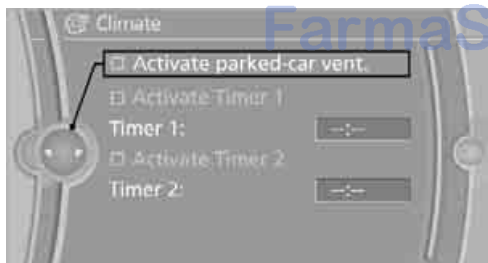 Climate
FarmaS
Activate parked-car vent.
Activate Timer 1
Timer 1: --:--
Activate Timer 2
Timer 2: --:--